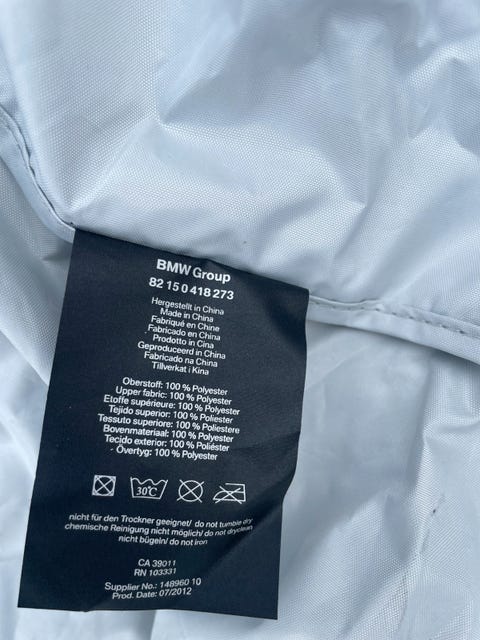 BMW Group
82 15 0 418 273
Hergestellt in China
Made in China
Fabriqué en Chine
Fabricado en China
Prodotto in Cina
Geproduceerd in China
Fabricado na China
Tillverkat i Kina
Oberstoff: 100 % Polyester
Upper fabric: 100 % Polyester
Etoffe supérieure: 100 % Polyester
Tejido superior: 100 % Polyester
Tessuto superiore: 100 % Poliestere
Bovenmateriaal: 100 % Polyester
Tecido exterior: 100 % Poliéster
Övertyg: 100 % Polyester
30°C
nicht für den Trockner geeignet/ do not tumble dry
chemische Reinigung nicht möglich/ do not dryclean
nicht bügeln/ do not iron
CA 39011
RN 103331
Supplier No.: 148960 10
Prod. Date: 07/2012